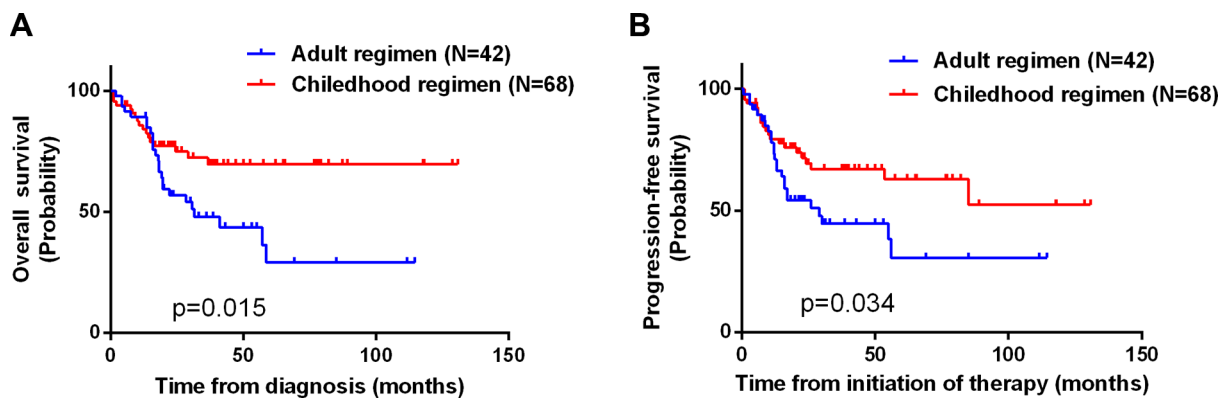 A
Adult regimen (N=42)
Chiledhood regimen (N=68)
Overall survival
(Probability)
100
50
0
p=0.015
0 50 100 150
Time from diagnosis (months)
B
Adult regimen (N=42)
Chiledhood regimen (N=68)
Progression-free survival
(Probability)
100
50
0
p=0.034
0 50 100 150
Time from initiation of therapy (months)